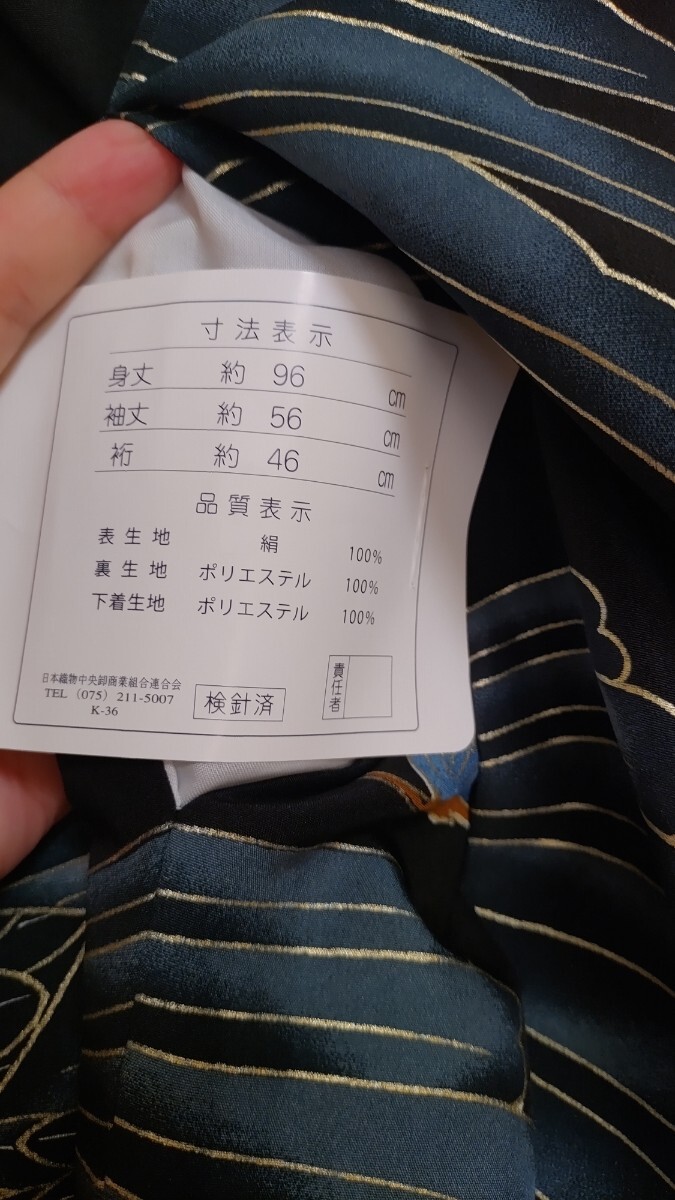 寸法表示
身丈 約 96 cm
袖丈 約 56 cm
裄 約 46 cm
品質表示
表生地 絹 100%
裏生地 ポリエステル 100%
下着生地 ポリエステル 100%
日本織物中央卸商業組合連合会
TEL (075) 211-5007
K-36
検針済
責任者